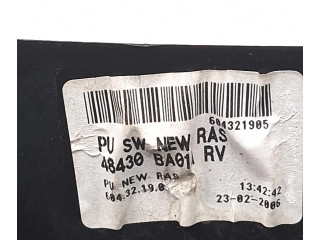 604321905
PU SW NEW RAS
48430 BA01 RV
PU NEW RAS
13:42:42
604.32.19.0
23-02-2006